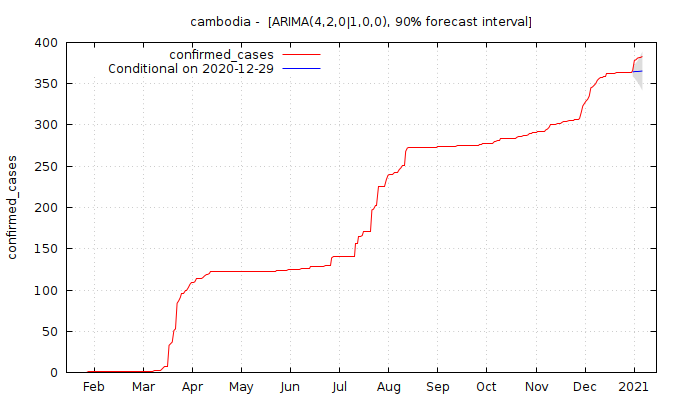 cambodia -  [ARIMA(4,2,0|1,0,0), 90% forecast interval]
confirmed_cases
Conditional on 2020-12-29
confirmed_cases
400
350
300
250
200
150
100
50
0
Feb Mar Apr May Jun Jul Aug Sep Oct Nov Dec 2021